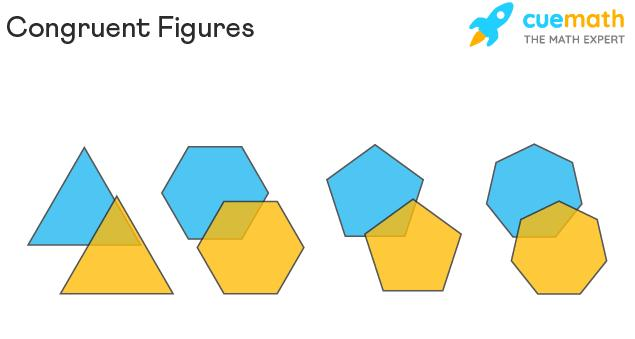 Congruent Figures
cuemath
THE MATH EXPERT